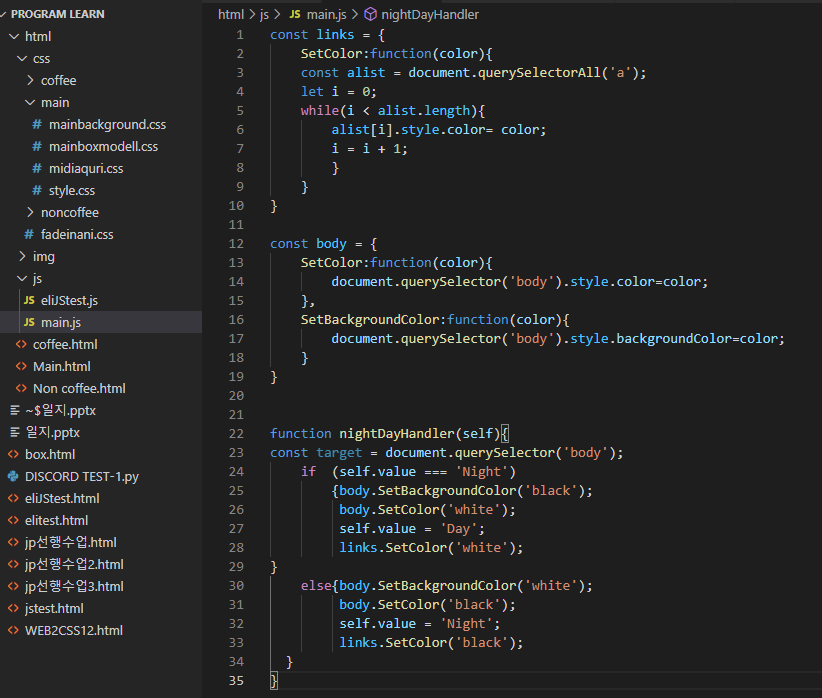 PROGRAM LEARN
html
css
coffee
main
# mainbackground.css
# mainboxmodell.css
# midiaquri.css
# style.css
noncoffee
# fadeinani.css
img
js
JS eliJStest.js
JS main.js
<> coffee.html
<> Main.html
<> Non coffee.html
~$일지.pptx
일지.pptx
<> box.html
DISCORD TEST-1.py
<> eliJStest.html
<> elitest.html
<> jp선행수업.html
<> jp선행수업2.html
<> jp선행수업3.html
<> jstest.html
<> WEB2CSS12.html
html > js > JS main.js > nightDayHandler
1 const links = {
2 SetColor:function(color){
3 const alist = document.querySelectorAll('a');
4 let i = 0;
5 while(i < alist.length){
6 alist[i].style.color= color;
7 i = i + 1;
8 }
9 }
10 }
11
12 const body = {
13 SetColor:function(color){
14 document.querySelector('body').style.color=color;
15 },
16 SetBackgroundColor:function(color){
17 document.querySelector('body').style.backgroundColor=color;
18 }
19 }
20
21
22 function nightDayHandler(self){
23 const target = document.querySelector('body');
24 if (self.value === 'Night')
25 {body.SetBackgroundColor('black');
26 body.SetColor('white');
27 self.value = 'Day';
28 links.SetColor('white');
29 }
30 else{body.SetBackgroundColor('white');
31 body.SetColor('black');
32 self.value = 'Night';
33 links.SetColor('black');
34 }
35 }